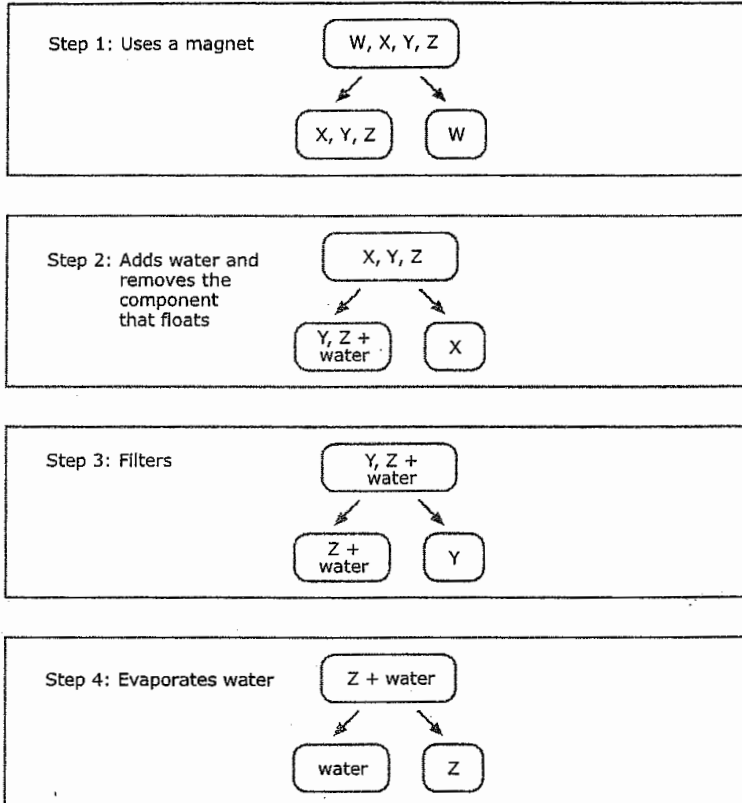 Step 1: Uses a magnet
W, X, Y, Z
X, Y, Z
W
Step 2: Adds water and
removes the
component
that floats
X, Y, Z
Y, Z +
water
X
Step 3: Filters
Y, Z +
water
Z +
water
Y
Step 4: Evaporates water
Z + water
water
Z